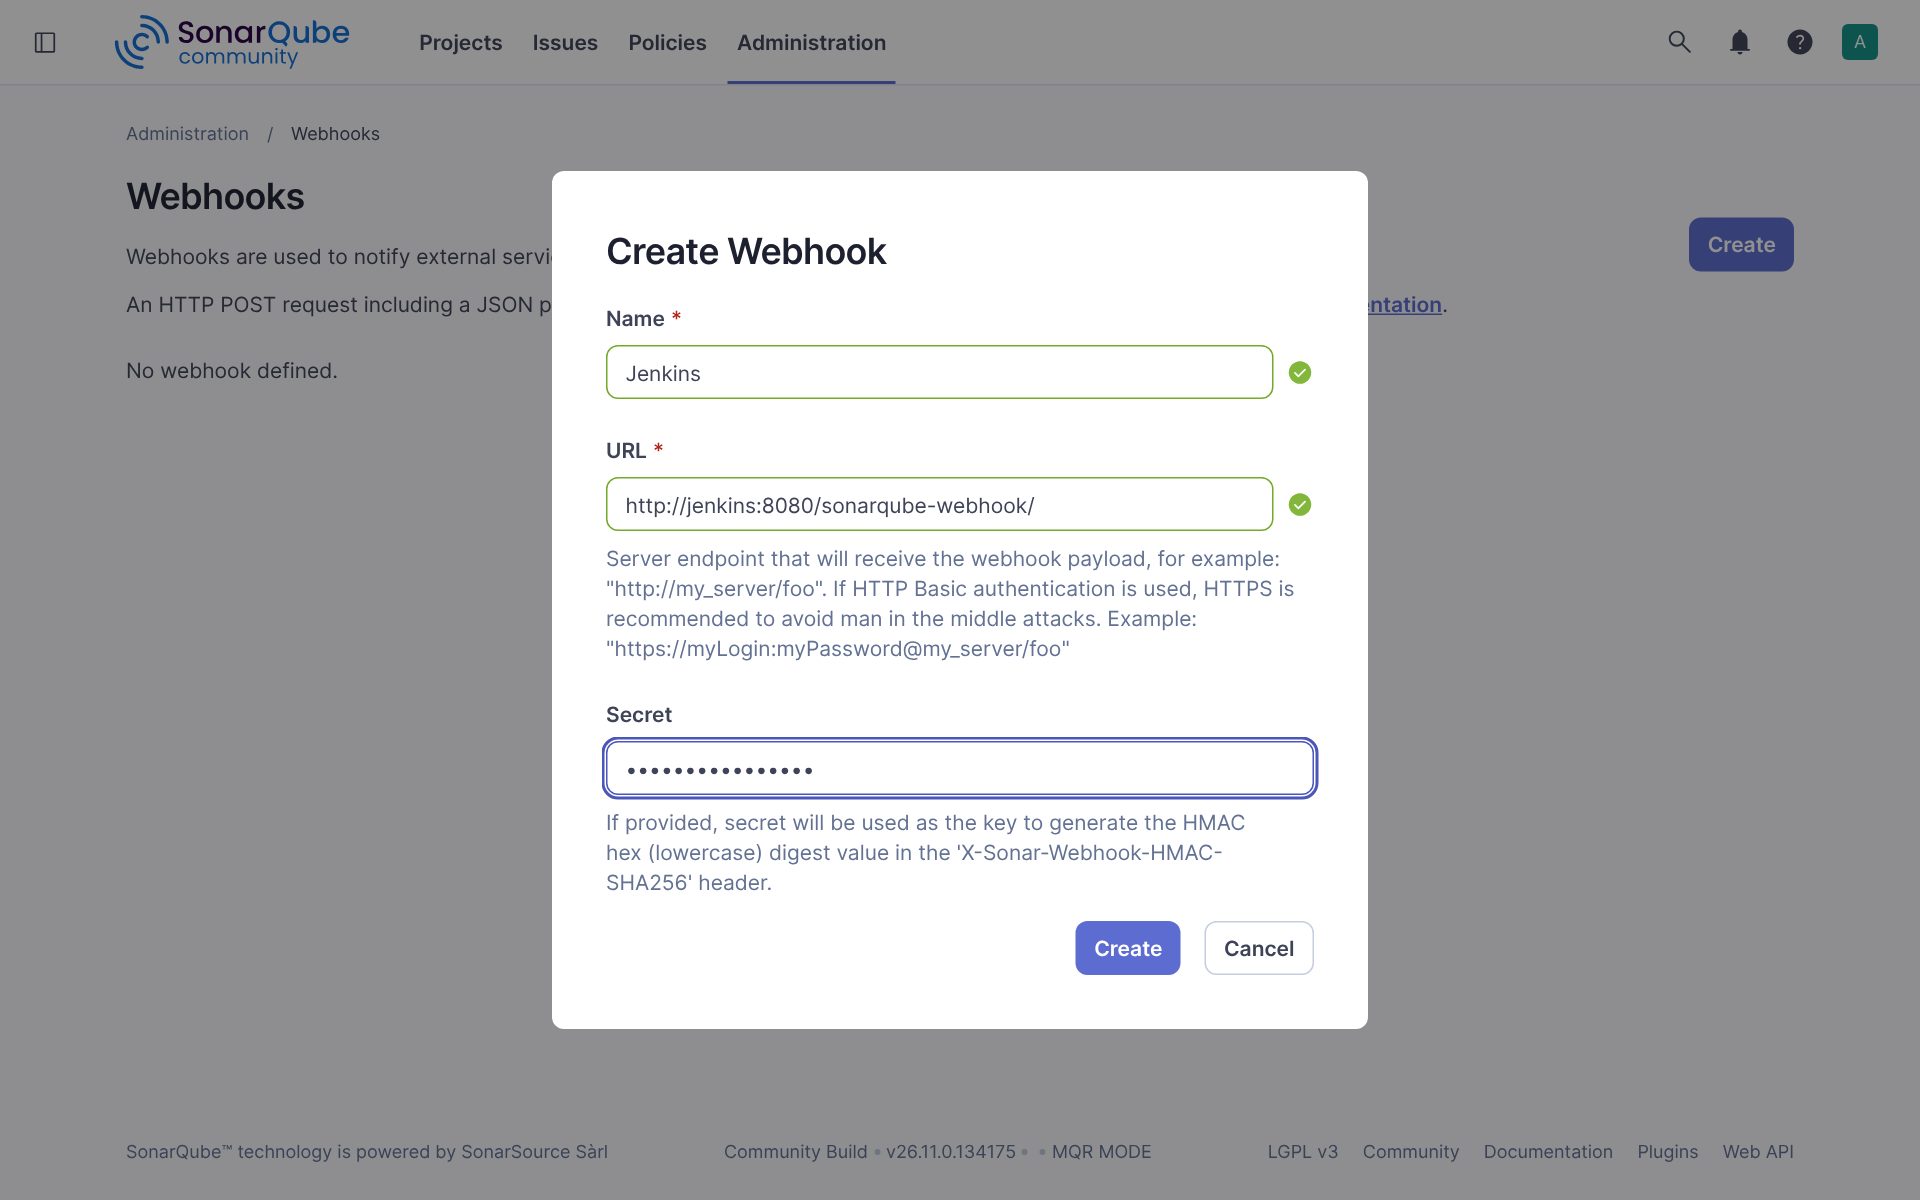 SonarQube
community
Projects
Issues
Policies
Administration
?
A
Administration / Webhooks
Webhooks
Webhooks are used to notify external
Create
An HTTP POST request including a JSON
.
No webhook defined.
Create Webhook
Name *
Jenkins
URL *
http://jenkins:8080/sonarqube-webhook/
Server endpoint that will receive the webhook payload, for example:
"http://my_server/foo". If HTTP Basic authentication is used, HTTPS is
recommended to avoid man in the middle attacks. Example:
"https://myLogin:myPassword@my_server/foo"
Secret
••••••••••••••••
If provided, secret will be used as the key to generate the HMAC
hex (lowercase) digest value in the 'X-Sonar-Webhook-HMAC-
SHA256' header.
Create
Cancel
SonarQube™ technology is powered by SonarSource Sàrl
Community Build • v26.11.0.134175 • • MQR MODE
LGPL v3
Community
Documentation
Plugins
Web API